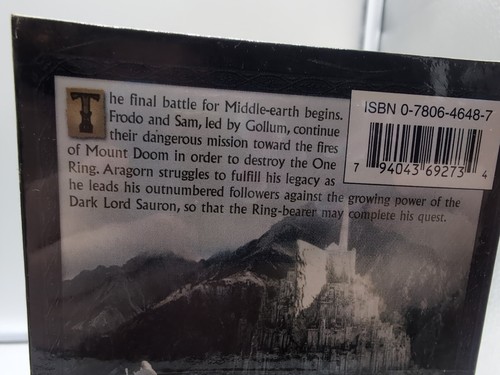 The final battle for Middle-earth begins.
Frodo and Sam, led by Gollum, continue
their dangerous mission toward the fires
of Mount Doom in order to destroy the One
Ring. Aragorn struggles to fulfill his legacy as
he leads his outnumbered followers against the growing power of the
Dark Lord Sauron, so that the Ring-bearer may complete his quest.
ISBN 0-7806-4648-7
7 94043 69273 4